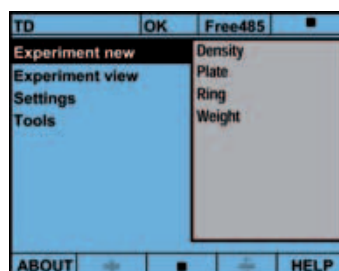 TD OK Free485
Experiment new
Experiment view
Settings
Tools
Density
Plate
Ring
Weight
ABOUT HELP